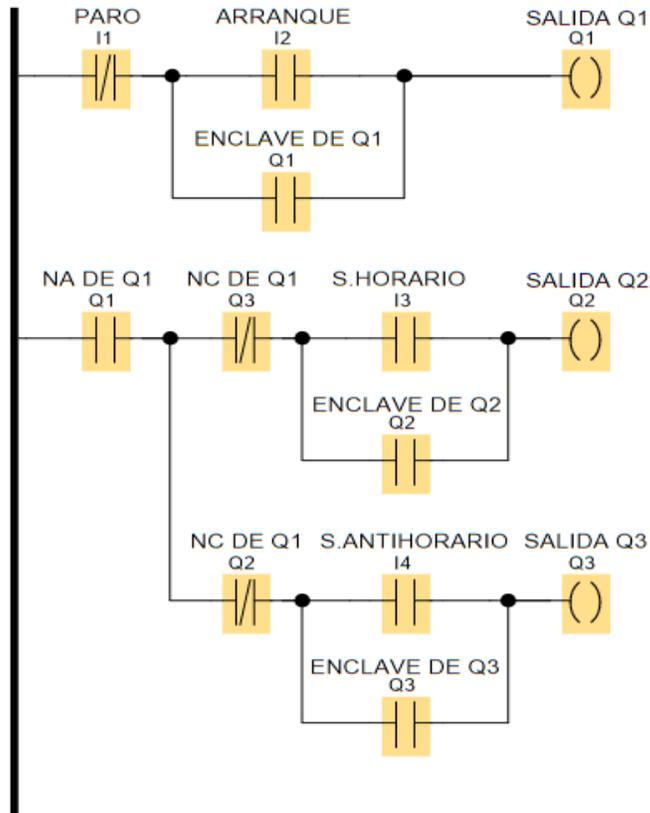 PARO ARRANQUE SALIDA Q1
I1 I2 Q1
ENCLAVE DE Q1
Q1
NA DE Q1 NC DE Q1 S.HORARIO SALIDA Q2
Q1 Q3 I3 Q2
ENCLAVE DE Q2
Q2
NC DE Q1 S.ANTIHORARIO SALIDA Q3
Q2 I4 Q3
ENCLAVE DE Q3
Q3